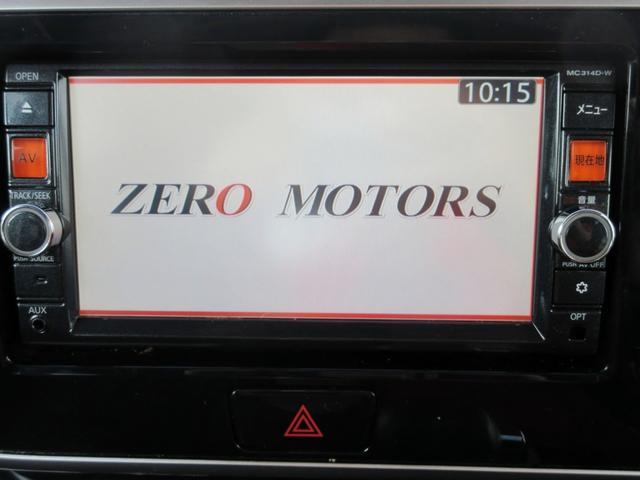 OPEN
MC314D-W
10:15
メニュー
AV
現在地
TRACK/SEEK
音量
ZERO MOTORS
PUSH SOURCE
PUSH AV OFF
AUX
OPT